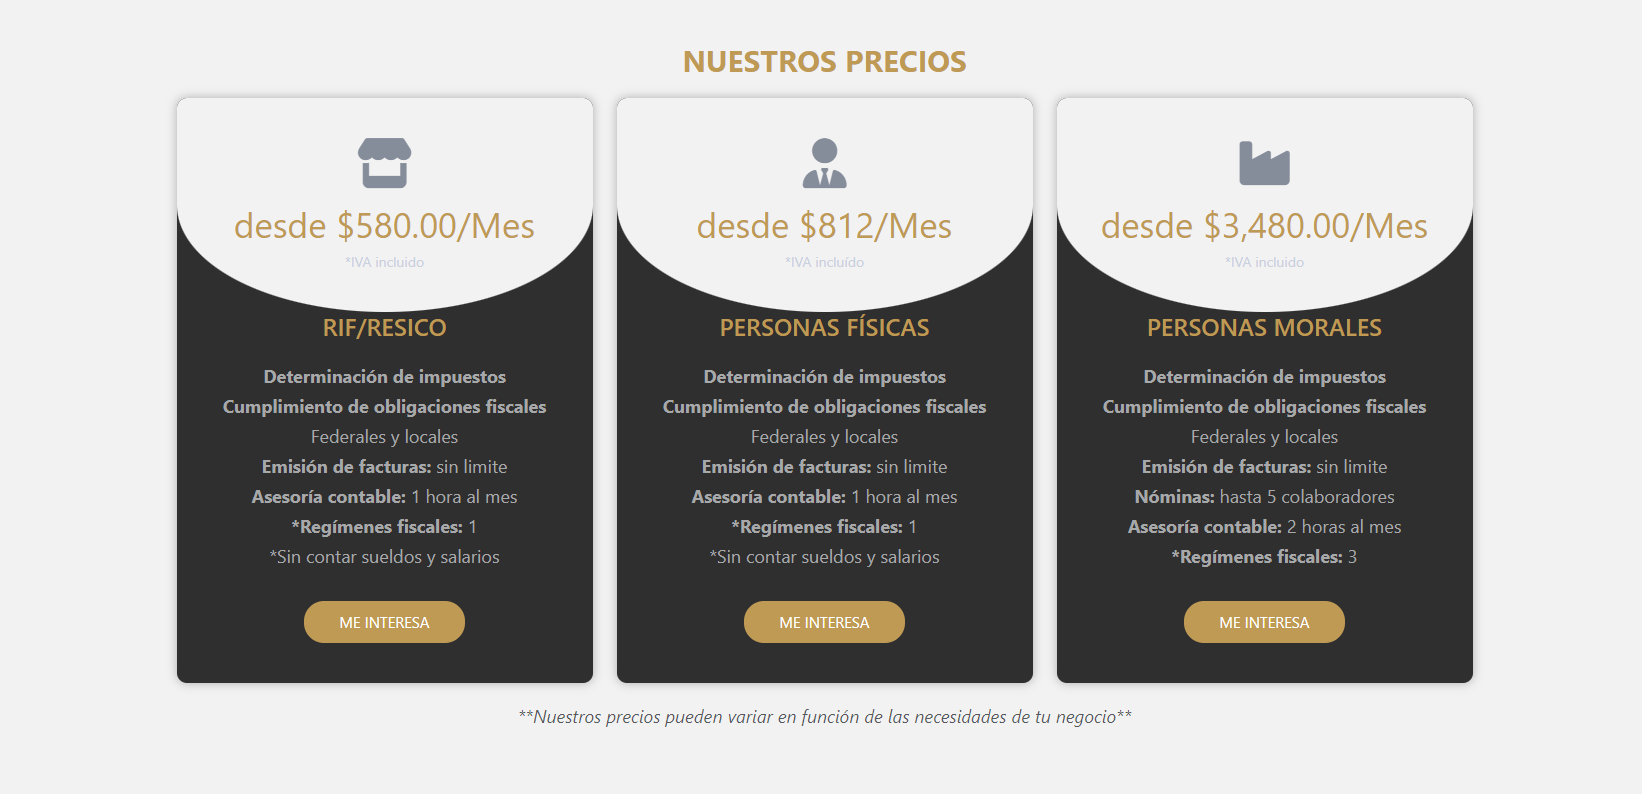 NUESTROS PRECIOS
desde $580.00/Mes
*IVA incluido
RIF/RESICO
Determinación de impuestos
Cumplimiento de obligaciones fiscales
Federales y locales
Emisión de facturas: sin limite
Asesoría contable: 1 hora al mes
*Regímenes fiscales: 1
*Sin contar sueldos y salarios
ME INTERESA
desde $812/Mes
*IVA incluído
PERSONAS FÍSICAS
Determinación de impuestos
Cumplimiento de obligaciones fiscales
Federales y locales
Emisión de facturas: sin limite
Asesoría contable: 1 hora al mes
*Regímenes fiscales: 1
*Sin contar sueldos y salarios
ME INTERESA
desde $3,480.00/Mes
*IVA incluido
PERSONAS MORALES
Determinación de impuestos
Cumplimiento de obligaciones fiscales
Federales y locales
Emisión de facturas: sin limite
Nóminas: hasta 5 colaboradores
Asesoría contable: 2 horas al mes
*Regímenes fiscales: 3
ME INTERESA
**Nuestros precios pueden variar en función de las necesidades de tu negocio**